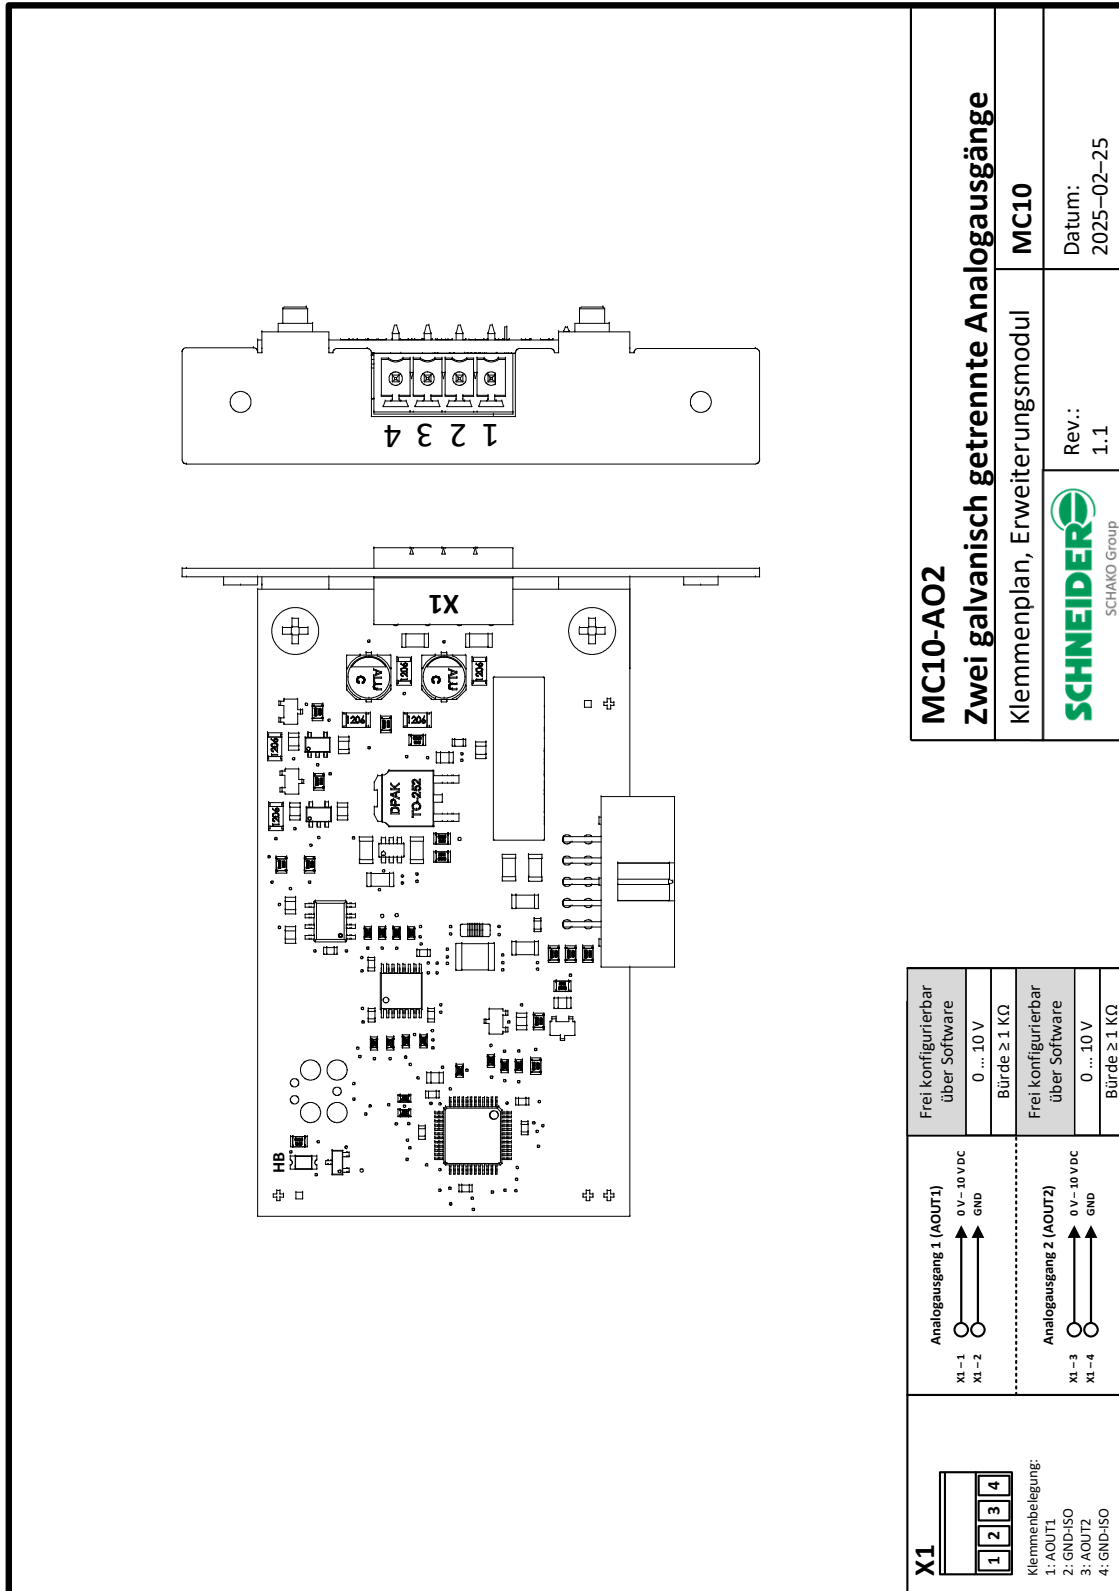 4 3 2 1
X1
ALU
C
ALU
C
1206
1206
1206
1206
1206
1206
DPAK
TO-252
HB
MC10-AO2
Zwei galvanisch getrennte Analogausgänge
Klemmenplan, Erweiterungsmodul
MC10
SCHNEIDER
SCHAKO Group
Rev.:
1.1
Datum:
2025–02–25
X1
1 2 3 4
Klemmenbelegung:
1: AOUT1
2: GND-ISO
3: AOUT2
4: GND-ISO
Analogausgang 1 (AOUT1)
X1 – 1 0 V – 10 V DC
X1 – 2 GND
Analogausgang 2 (AOUT2)
X1 – 3 0 V – 10 V DC
X1 – 4 GND
Frei konfigurierbar
über Software
0 ... 10 V
Bürde ≥ 1 KΩ
Frei konfigurierbar
über Software
0 ... 10 V
Bürde ≥ 1 KΩ